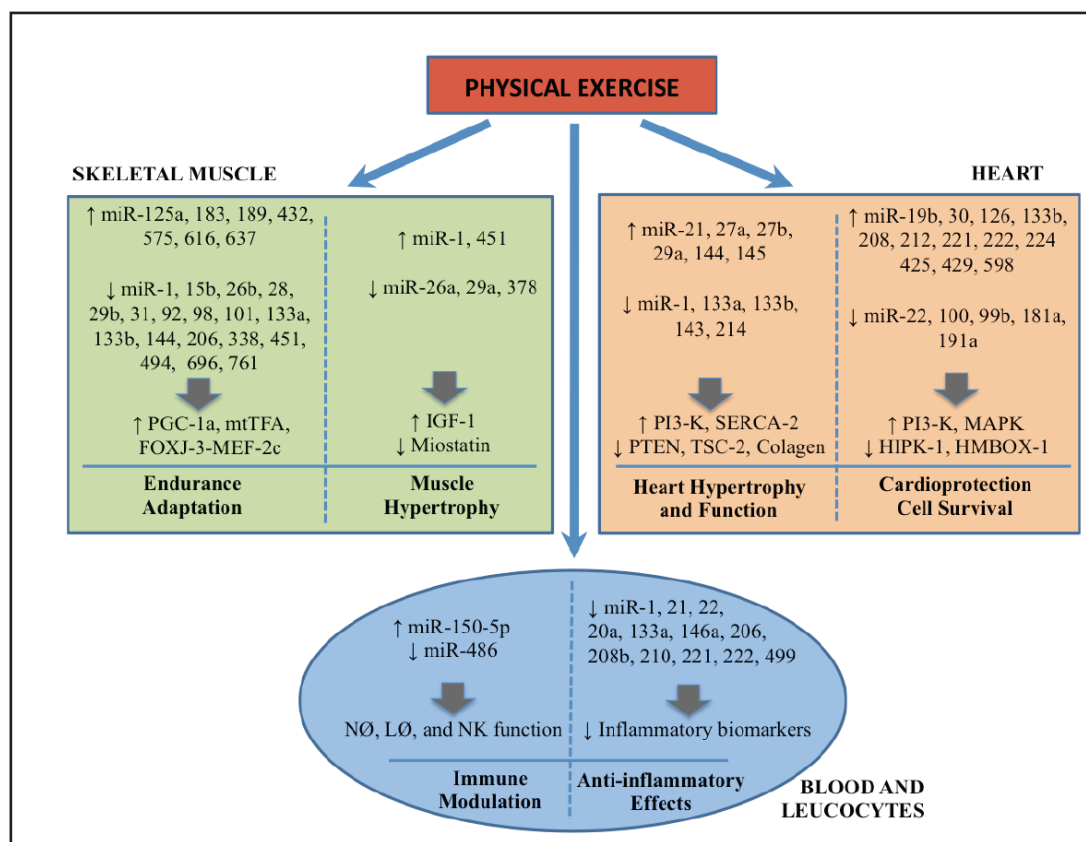 PHYSICAL EXERCISE
SKELETAL MUSCLE
↑ miR-125a, 183, 189, 432,
575, 616, 637
↓ miR-1, 15b, 26b, 28,
29b, 31, 92, 98, 101, 133a,
133b, 144, 206, 338, 451,
494, 696, 761
↑ PGC-1a, mtTFA,
FOXJ-3-MEF-2c
Endurance
Adaptation
↑ miR-1, 451
↓ miR-26a, 29a, 378
↑ IGF-1
↓ Miostatin
Muscle
Hypertrophy
HEART
↑ miR-21, 27a, 27b,
29a, 144, 145
↓ miR-1, 133a, 133b,
143, 214
↑ PI3-K, SERCA-2
↓ PTEN, TSC-2, Colagen
Heart Hypertrophy
and Function
↑ miR-19b, 30, 126, 133b,
208, 212, 221, 222, 224
425, 429, 598
↓ miR-22, 100, 99b, 181a,
191a
↑ PI3-K, MAPK
↓ HIPK-1, HMBOX-1
Cardioprotection
Cell Survival
↑ miR-150-5p
↓ miR-486
NØ, LØ, and NK function
Immune
Modulation
↓ miR-1, 21, 22,
20a, 133a, 146a, 206,
208b, 210, 221, 222, 499
↓ Inflammatory biomarkers
Anti-inflammatory
Effects
BLOOD AND
LEUCOCYTES